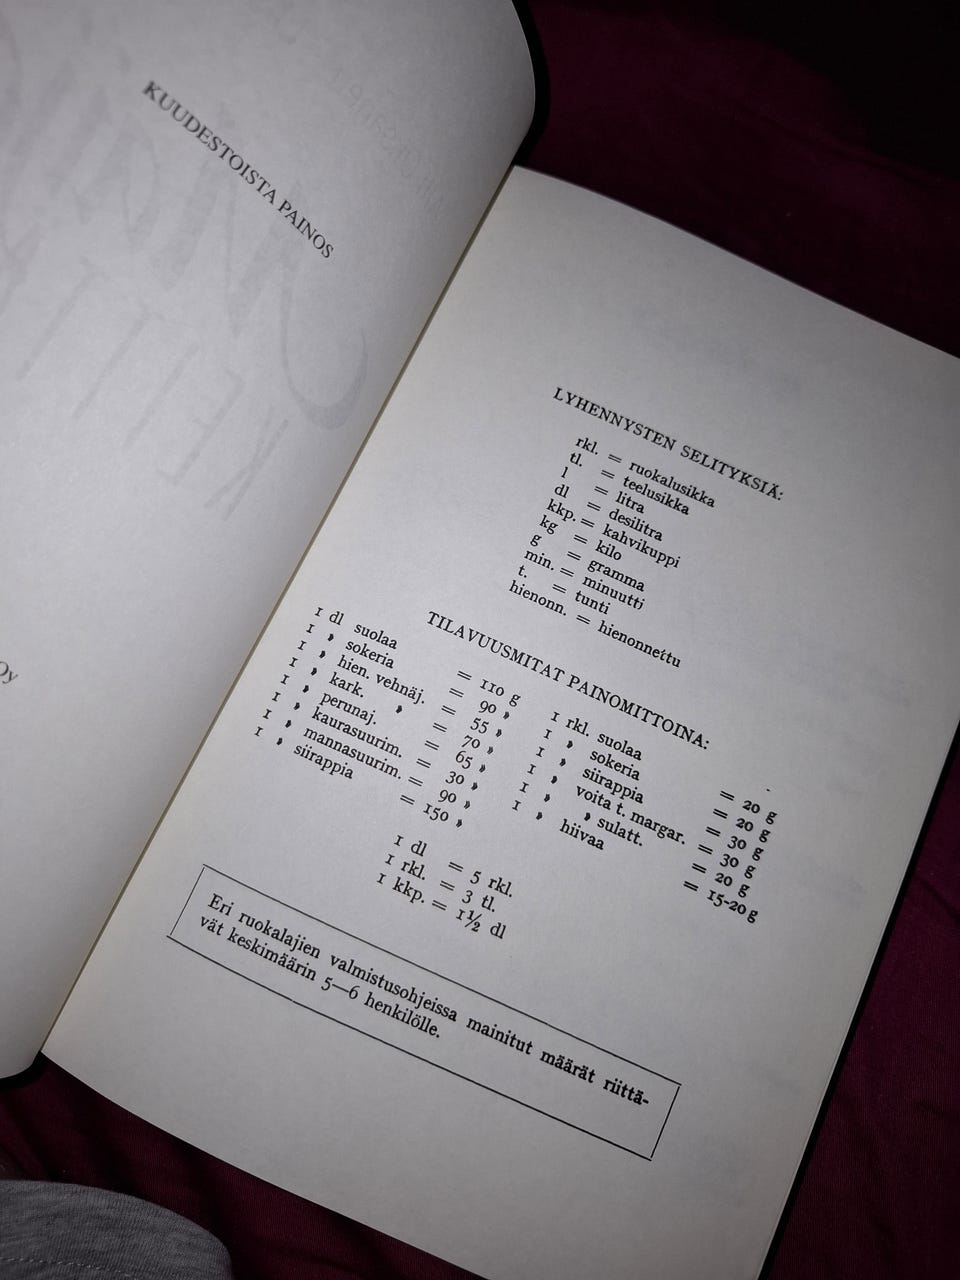 KUUDESTOISTA PAINOS
Oy
LYHENNYSTEN SELITYKSIÄ:
rkl. = ruokalusikka
tl. = teelusikka
l = litra
dl = desilitra
kkp. = kahvikuppi
kg = kilo
g = gramma
min. = minuutti
t. = tunti
hienonn. = hienonnettu
TILAVUUSMITAT PAINOMITTOINA:
1 dl suolaa = 110 g
1 » sokeria = 90 »
1 » hien. vehnäj. = 55 »
1 » kark. » = 70 »
1 » perunaj. = 65 »
1 » kaurasuurim. = 30 »
1 » mannasuurim. = 90 »
1 » siirappia = 150 »
1 rkl. suolaa = 20 g
1 » sokeria = 20 g
1 » siirappia = 30 g
1 » voita t. margar. = 30 g
1 » » sulatt. = 20 g
1 » hiivaa = 15-20 g
1 dl = 5 rkl.
1 rkl. = 3 tl.
1 kkp. = 1½ dl
Eri ruokalajien valmistusohjeissa mainitut määrät riittä-
vät keskimäärin 5—6 henkilölle.